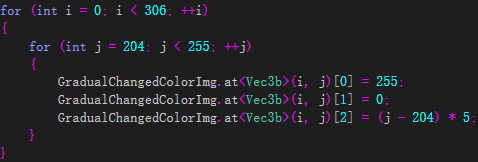 for (int i = 0; i < 306; ++i)
{
    for (int j = 204; j < 255; ++j)
    {
        GradualChangedColorImg.at<Vec3b>(i, j)[0] = 255;
        GradualChangedColorImg.at<Vec3b>(i, j)[1] = 0;
        GradualChangedColorImg.at<Vec3b>(i, j)[2] = (j - 204) * 5;
    }
}